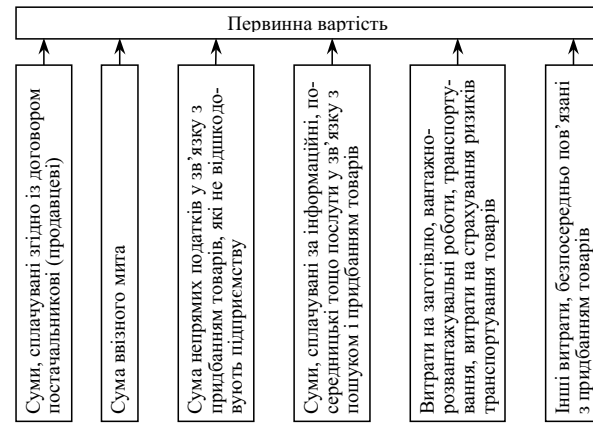 Первинна вартість
Суми, сплачувані згідно із договором
постачальникові (продавцеві)
Сума ввізного мита
Сума непрямих податків у зв’язку з
придбанням товарів, які не відшкодо-
вують підприємству
Суми, сплачувані за інформаційні, по-
середницькі тощо послуги у зв’язку з
пошуком і придбанням товарів
Витрати на заготівлю, вантажно-
розвантажувальні роботи, транспорту-
вання, витрати на страхування ризиків
транспортування товарів
Інші витрати, безпосередньо пов’язані
з придбанням товарів